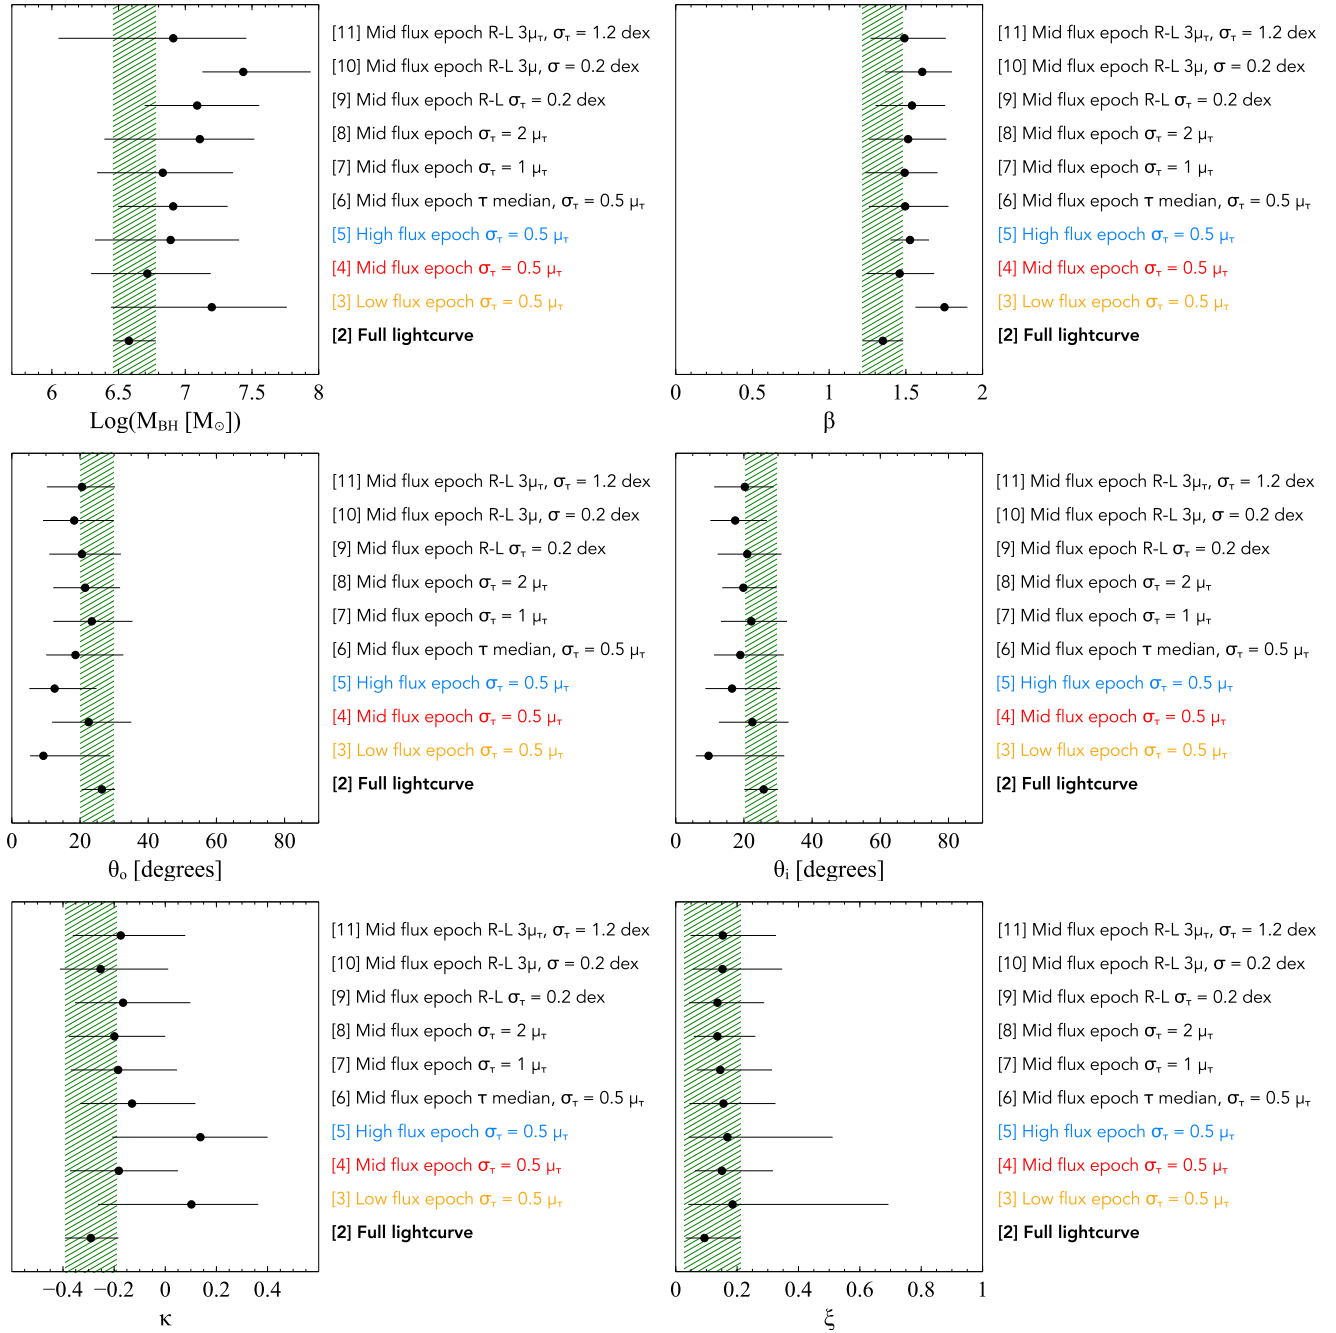 [11] Mid flux epoch R-L 3μτ, στ = 1.2 dex
[10] Mid flux epoch R-L 3μ, σ = 0.2 dex
[9] Mid flux epoch R-L στ = 0.2 dex
[8] Mid flux epoch στ = 2 μτ
[7] Mid flux epoch στ = 1 μτ
[6] Mid flux epoch τ median, στ = 0.5 μτ
[5] High flux epoch στ = 0.5 μτ
[4] Mid flux epoch στ = 0.5 μτ
[3] Low flux epoch στ = 0.5 μτ
[2] Full lightcurve
6 6.5 7 7.5 8
Log(M_BH [M_⊙])
[11] Mid flux epoch R-L 3μτ, στ = 1.2 dex
[10] Mid flux epoch R-L 3μ, σ = 0.2 dex
[9] Mid flux epoch R-L στ = 0.2 dex
[8] Mid flux epoch στ = 2 μτ
[7] Mid flux epoch στ = 1 μτ
[6] Mid flux epoch τ median, στ = 0.5 μτ
[5] High flux epoch στ = 0.5 μτ
[4] Mid flux epoch στ = 0.5 μτ
[3] Low flux epoch στ = 0.5 μτ
[2] Full lightcurve
0 0.5 1 1.5 2
β
[11] Mid flux epoch R-L 3μτ, στ = 1.2 dex
[10] Mid flux epoch R-L 3μ, σ = 0.2 dex
[9] Mid flux epoch R-L στ = 0.2 dex
[8] Mid flux epoch στ = 2 μτ
[7] Mid flux epoch στ = 1 μτ
[6] Mid flux epoch τ median, στ = 0.5 μτ
[5] High flux epoch στ = 0.5 μτ
[4] Mid flux epoch στ = 0.5 μτ
[3] Low flux epoch στ = 0.5 μτ
[2] Full lightcurve
0 20 40 60 80
θo [degrees]
[11] Mid flux epoch R-L 3μτ, στ = 1.2 dex
[10] Mid flux epoch R-L 3μ, σ = 0.2 dex
[9] Mid flux epoch R-L στ = 0.2 dex
[8] Mid flux epoch στ = 2 μτ
[7] Mid flux epoch στ = 1 μτ
[6] Mid flux epoch τ median, στ = 0.5 μτ
[5] High flux epoch στ = 0.5 μτ
[4] Mid flux epoch στ = 0.5 μτ
[3] Low flux epoch στ = 0.5 μτ
[2] Full lightcurve
0 20 40 60 80
θi [degrees]
[11] Mid flux epoch R-L 3μτ, στ = 1.2 dex
[10] Mid flux epoch R-L 3μ, σ = 0.2 dex
[9] Mid flux epoch R-L στ = 0.2 dex
[8] Mid flux epoch στ = 2 μτ
[7] Mid flux epoch στ = 1 μτ
[6] Mid flux epoch τ median, στ = 0.5 μτ
[5] High flux epoch στ = 0.5 μτ
[4] Mid flux epoch στ = 0.5 μτ
[3] Low flux epoch στ = 0.5 μτ
[2] Full lightcurve
−0.4 −0.2 0 0.2 0.4
κ
[11] Mid flux epoch R-L 3μτ, στ = 1.2 dex
[10] Mid flux epoch R-L 3μ, σ = 0.2 dex
[9] Mid flux epoch R-L στ = 0.2 dex
[8] Mid flux epoch στ = 2 μτ
[7] Mid flux epoch στ = 1 μτ
[6] Mid flux epoch τ median, στ = 0.5 μτ
[5] High flux epoch στ = 0.5 μτ
[4] Mid flux epoch στ = 0.5 μτ
[3] Low flux epoch στ = 0.5 μτ
[2] Full lightcurve
0 0.2 0.4 0.6 0.8 1
ξ